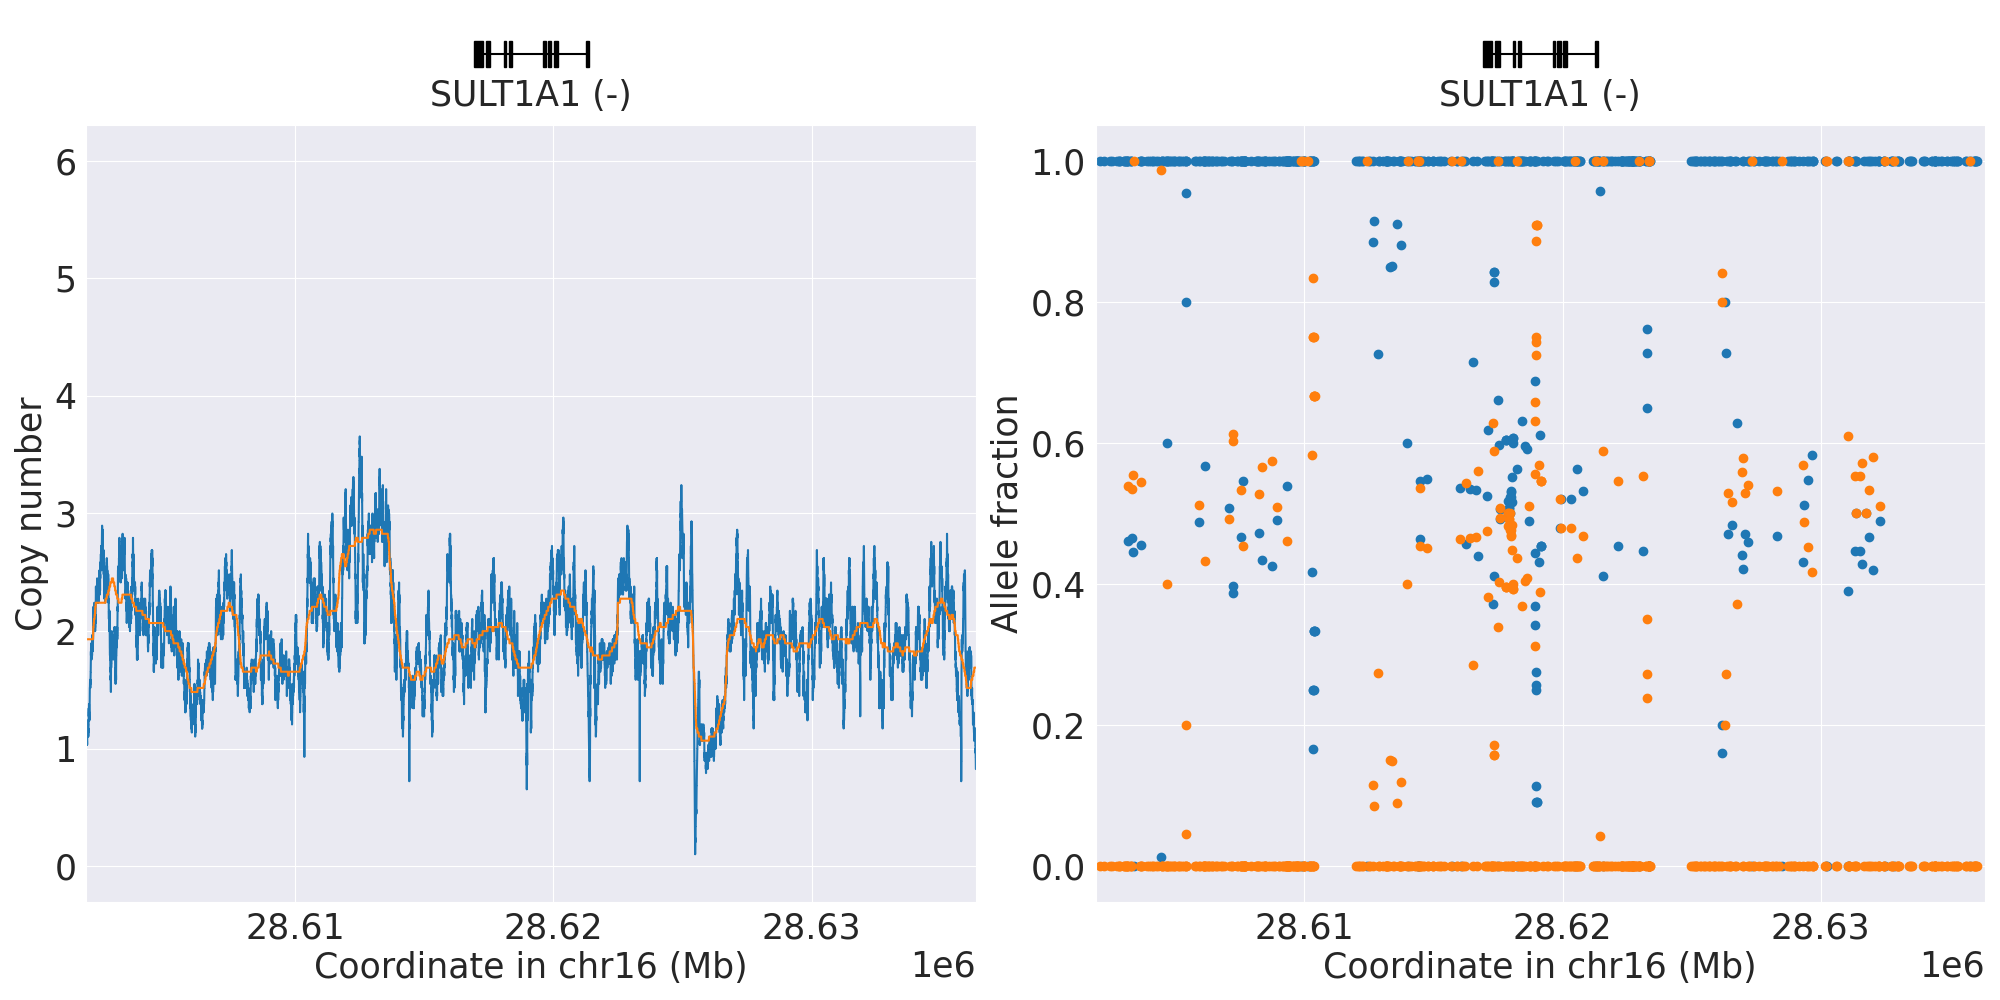 SULT1A1 (-)
6
5
4
3
2
1
0
Copy number
28.61
28.62
28.63
Coordinate in chr16 (Mb)
1e6
SULT1A1 (-)
1.0
0.8
0.6
0.4
0.2
0.0
Allele fraction
28.61
28.62
28.63
Coordinate in chr16 (Mb)
1e6